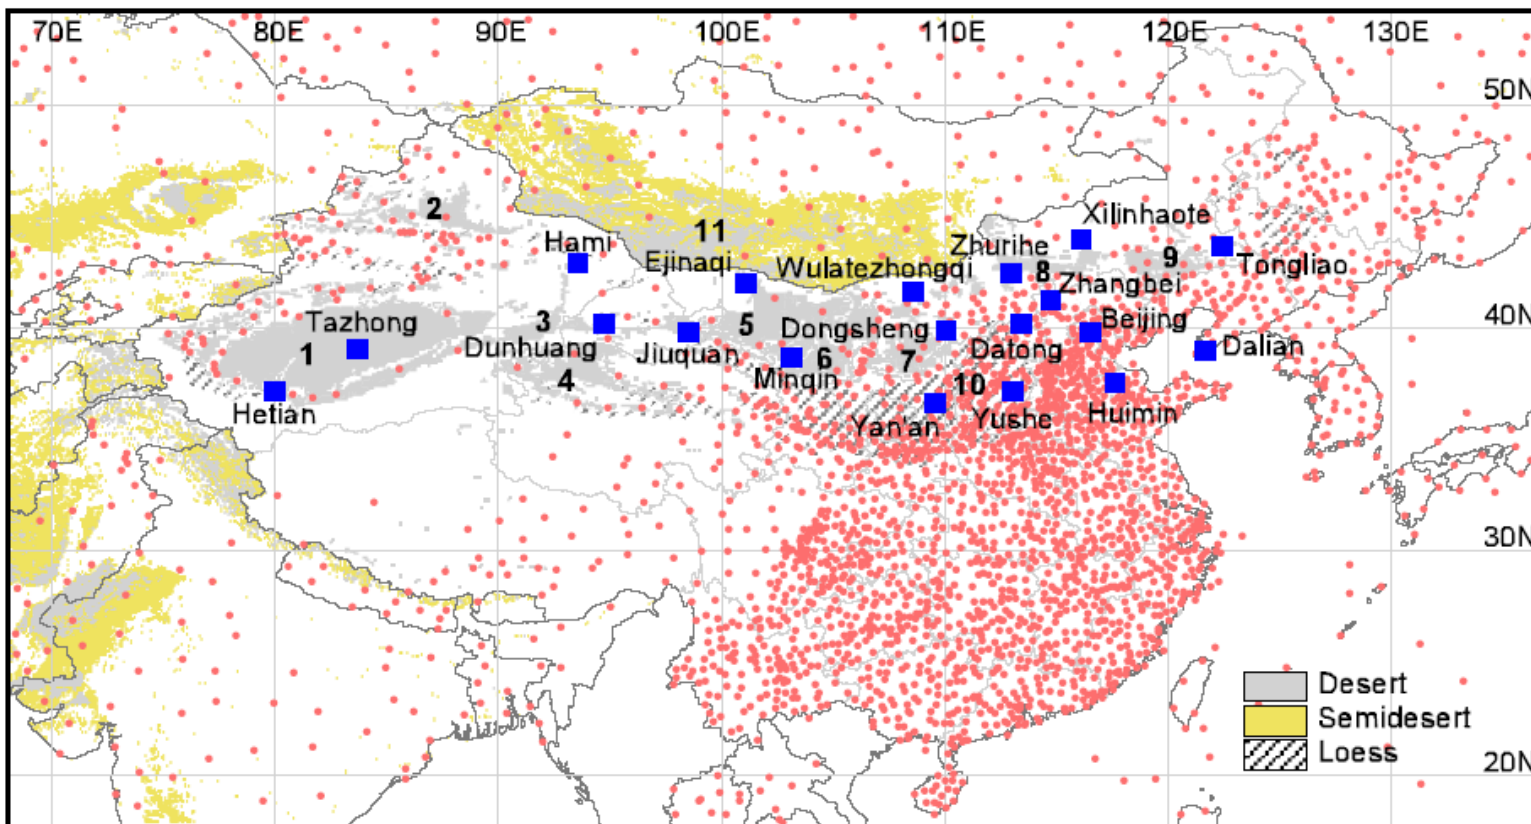 70E 80E 90E 100E 110E 120E 130E
50N
2
Xilinhaote
Hami
11
Zhurihe
Ejinaqi
Wulatezhongqi
8
9
Tongliao
Zhangbei
Tazhong
3
5
Dongsheng
Beijing
40N
1
Dunhuang
Jiuquan
6
7
Datong
Dalian
4
Minqin
10
Hetian
Yan'an
Yushe
Huimin
30N
Desert
Semidesert
Loess
20N